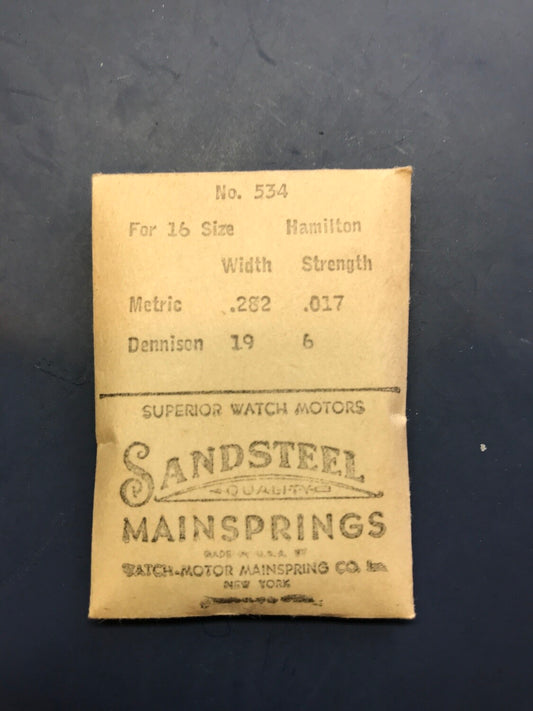 No. 534
For 16 Size Hamilton
Width Strength
Metric .282 .017
Dennison 19 6
SUPERIOR WATCH MOTORS
SANDSTEEL
QUALITY
MAINSPRINGS
MADE IN U.S.A. BY
WATCH-MOTOR MAINSPRING CO. Inc.
NEW YORK